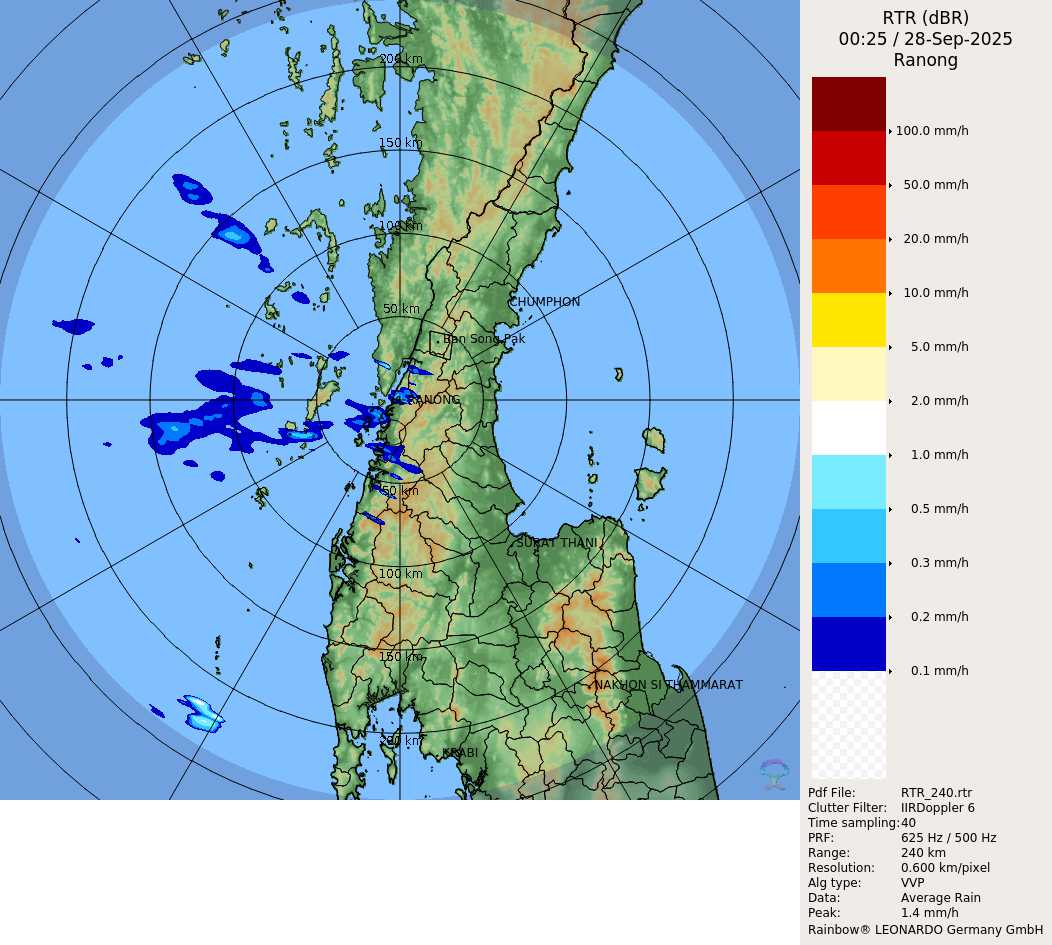 RTR (dBR)
00:25 / 28-Sep-2025
Ranong
200 km
150 km
100 km
50 km
CHUMPHON
Ban Song Pak
RANONG
50 km
SURAT THANI
100 km
150 km
NAKHON SI THAMMARAT
200 km
KRABI
100.0 mm/h
50.0 mm/h
20.0 mm/h
10.0 mm/h
5.0 mm/h
2.0 mm/h
1.0 mm/h
0.5 mm/h
0.3 mm/h
0.2 mm/h
0.1 mm/h
Pdf File: RTR_240.rtr
Clutter Filter: IIRDoppler 6
Time sampling:40
PRF: 625 Hz / 500 Hz
Range: 240 km
Resolution: 0.600 km/pixel
Alg type: VVP
Data: Average Rain
Peak: 1.4 mm/h
Rainbow® LEONARDO Germany GmbH